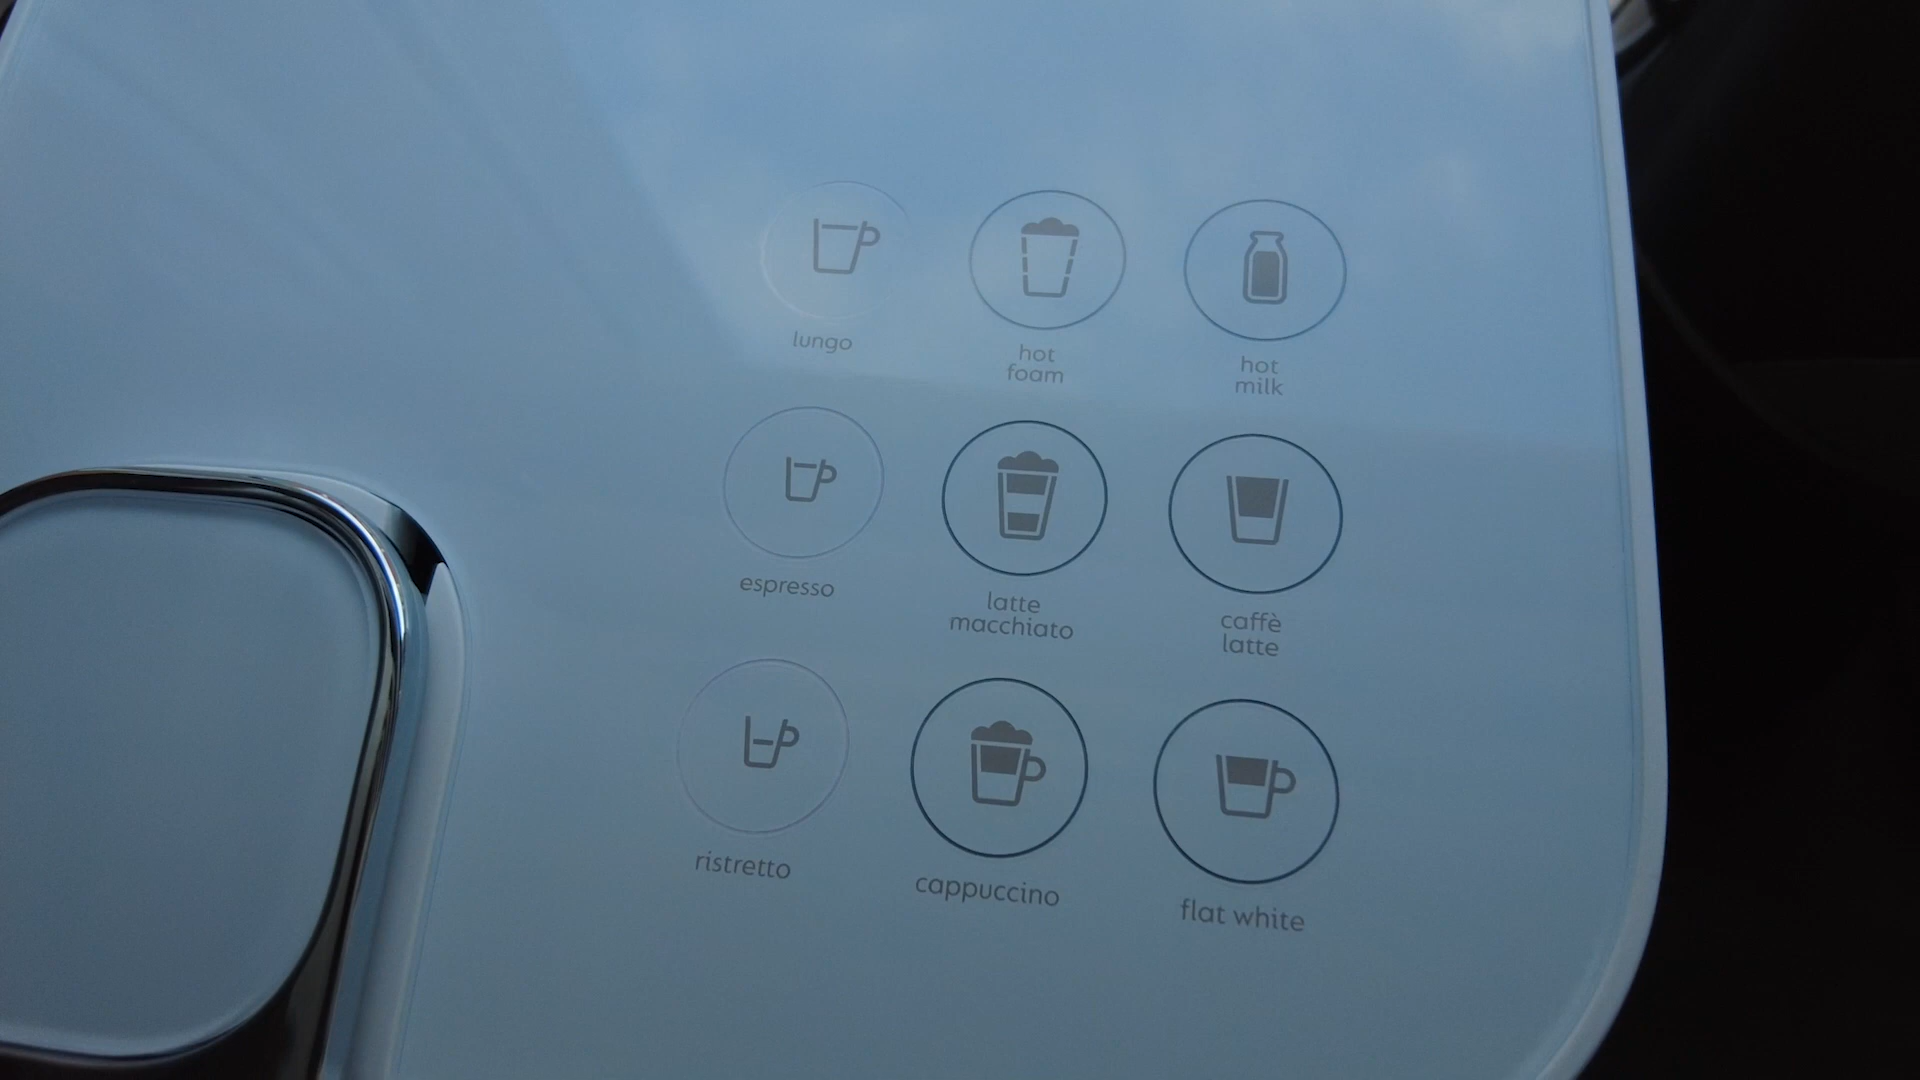 lungo
hot
foam
hot
milk
espresso
latte
macchiato
caffè
latte
ristretto
cappuccino
flat white